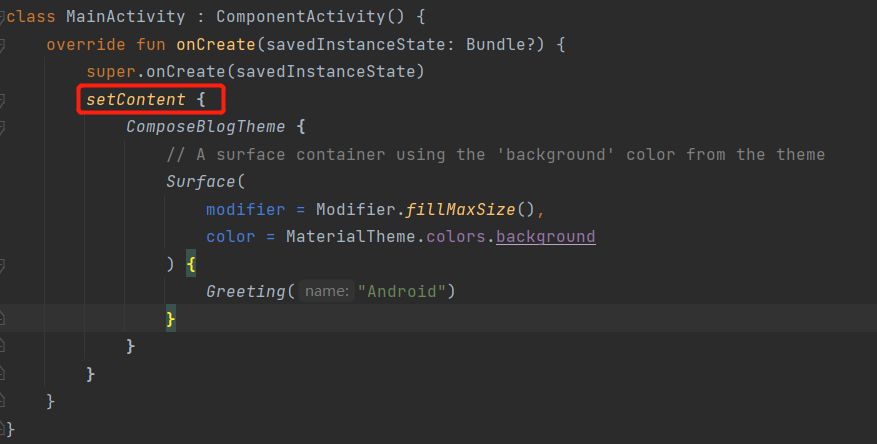 class MainActivity : ComponentActivity() {
    override fun onCreate(savedInstanceState: Bundle?) {
        super.onCreate(savedInstanceState)
        setContent {
            ComposeBlogTheme {
                // A surface container using the 'background' color from the theme
                Surface(
                    modifier = Modifier.fillMaxSize(),
                    color = MaterialTheme.colors.background
                ) {
                    Greeting( name: "Android")
                }
            }
        }
    }
}